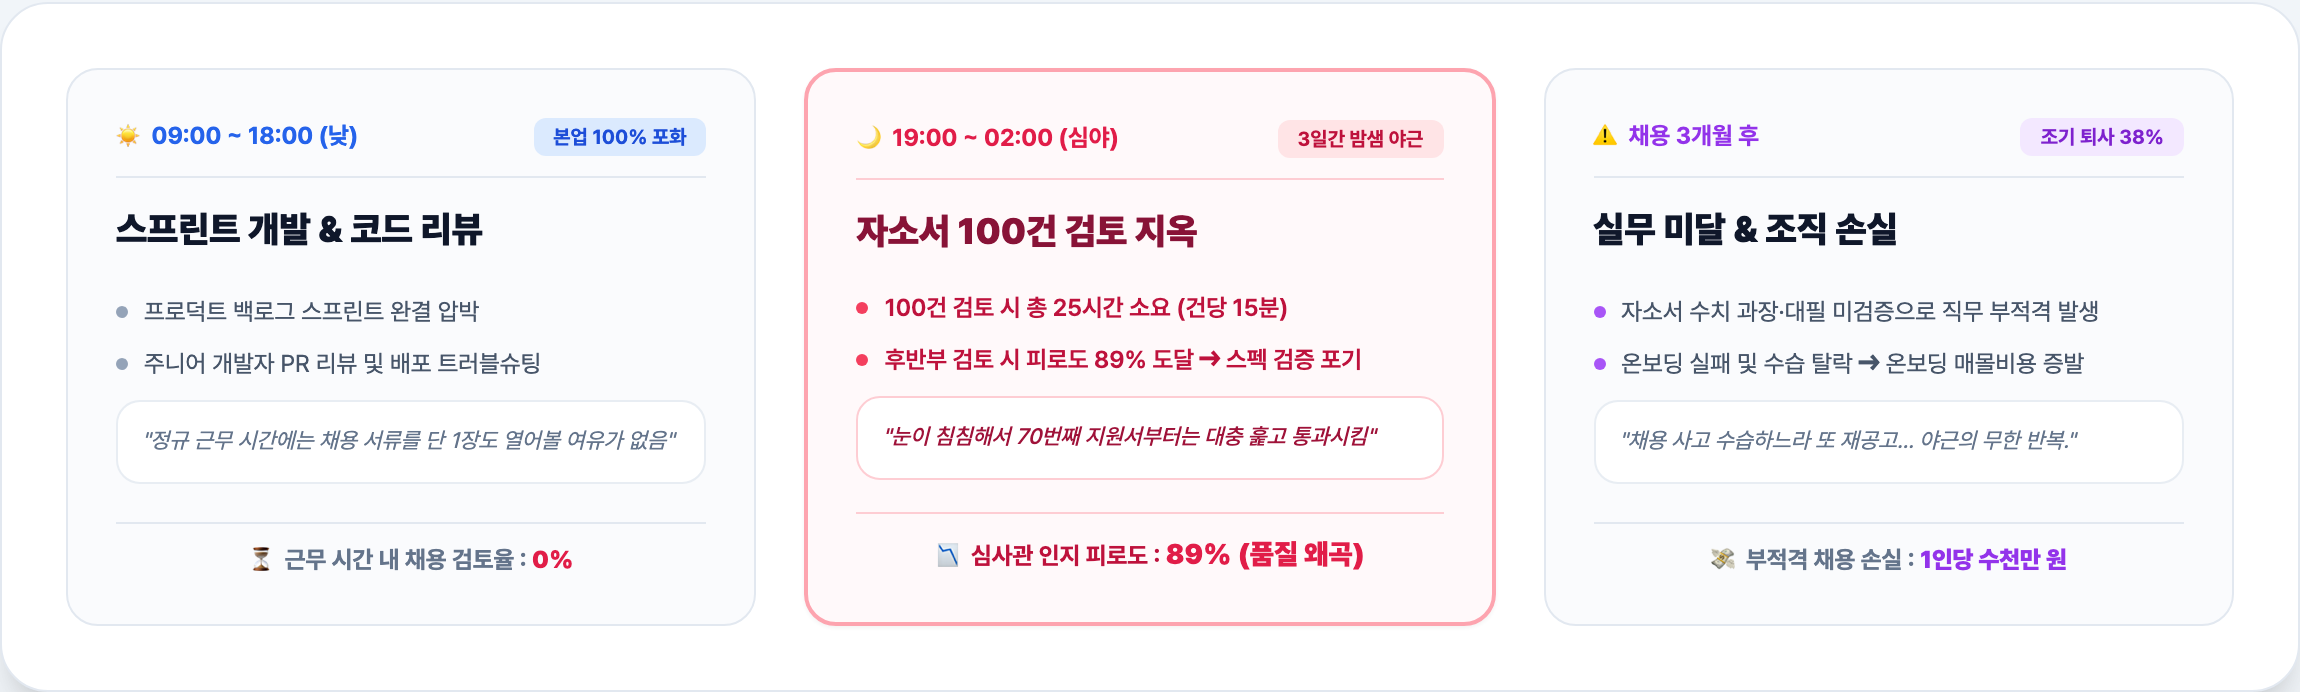 ☀️ 09:00 ~ 18:00 (낮)
본업 100% 포화
스프린트 개발 & 코드 리뷰
프로덕트 백로그 스프린트 완결 압박
주니어 개발자 PR 리뷰 및 배포 트러블슈팅
"정규 근무 시간에는 채용 서류를 단 1장도 열어볼 여유가 없음"
⏳ 근무 시간 내 채용 검토율 : 0%
🌙 19:00 ~ 02:00 (심야)
3일간 밤샘 야근
자소서 100건 검토 지옥
100건 검토 시 총 25시간 소요 (건당 15분)
후반부 검토 시 피로도 89% 도달 → 스펙 검증 포기
"눈이 침침해서 70번째 지원서부터는 대충 훑고 통과시킴"
📉 심사관 인지 피로도 : 89% (품질 왜곡)
⚠️ 채용 3개월 후
조기 퇴사 38%
실무 미달 & 조직 손실
자소서 수치 과장·대필 미검증으로 직무 부적격 발생
온보딩 실패 및 수습 탈락 → 온보딩 매몰비용 증발
"채용 사고 수습하느라 또 재공고... 야근의 무한 반복."
💸 부적격 채용 손실 : 1인당 수천만 원